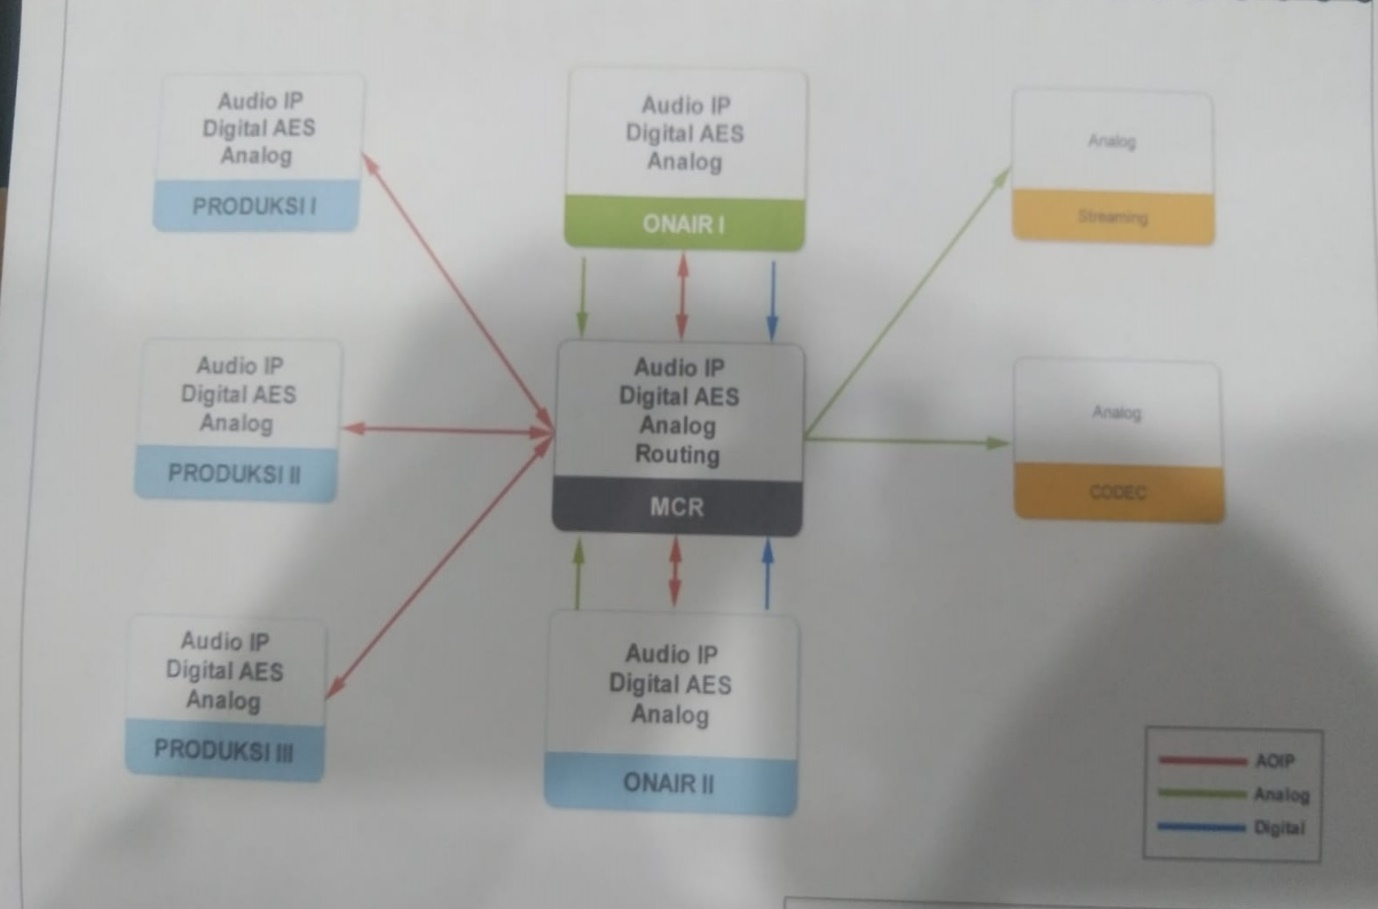 Audio IP
Digital AES
Analog
PRODUKSI I
Audio IP
Digital AES
Analog
ONAIR I
Analog
Streaming
Audio IP
Digital AES
Analog
PRODUKSI II
Audio IP
Digital AES
Analog
Routing
MCR
Analog
CODEC
Audio IP
Digital AES
Analog
PRODUKSI III
Audio IP
Digital AES
Analog
ONAIR II
AOIP
Analog
Digital